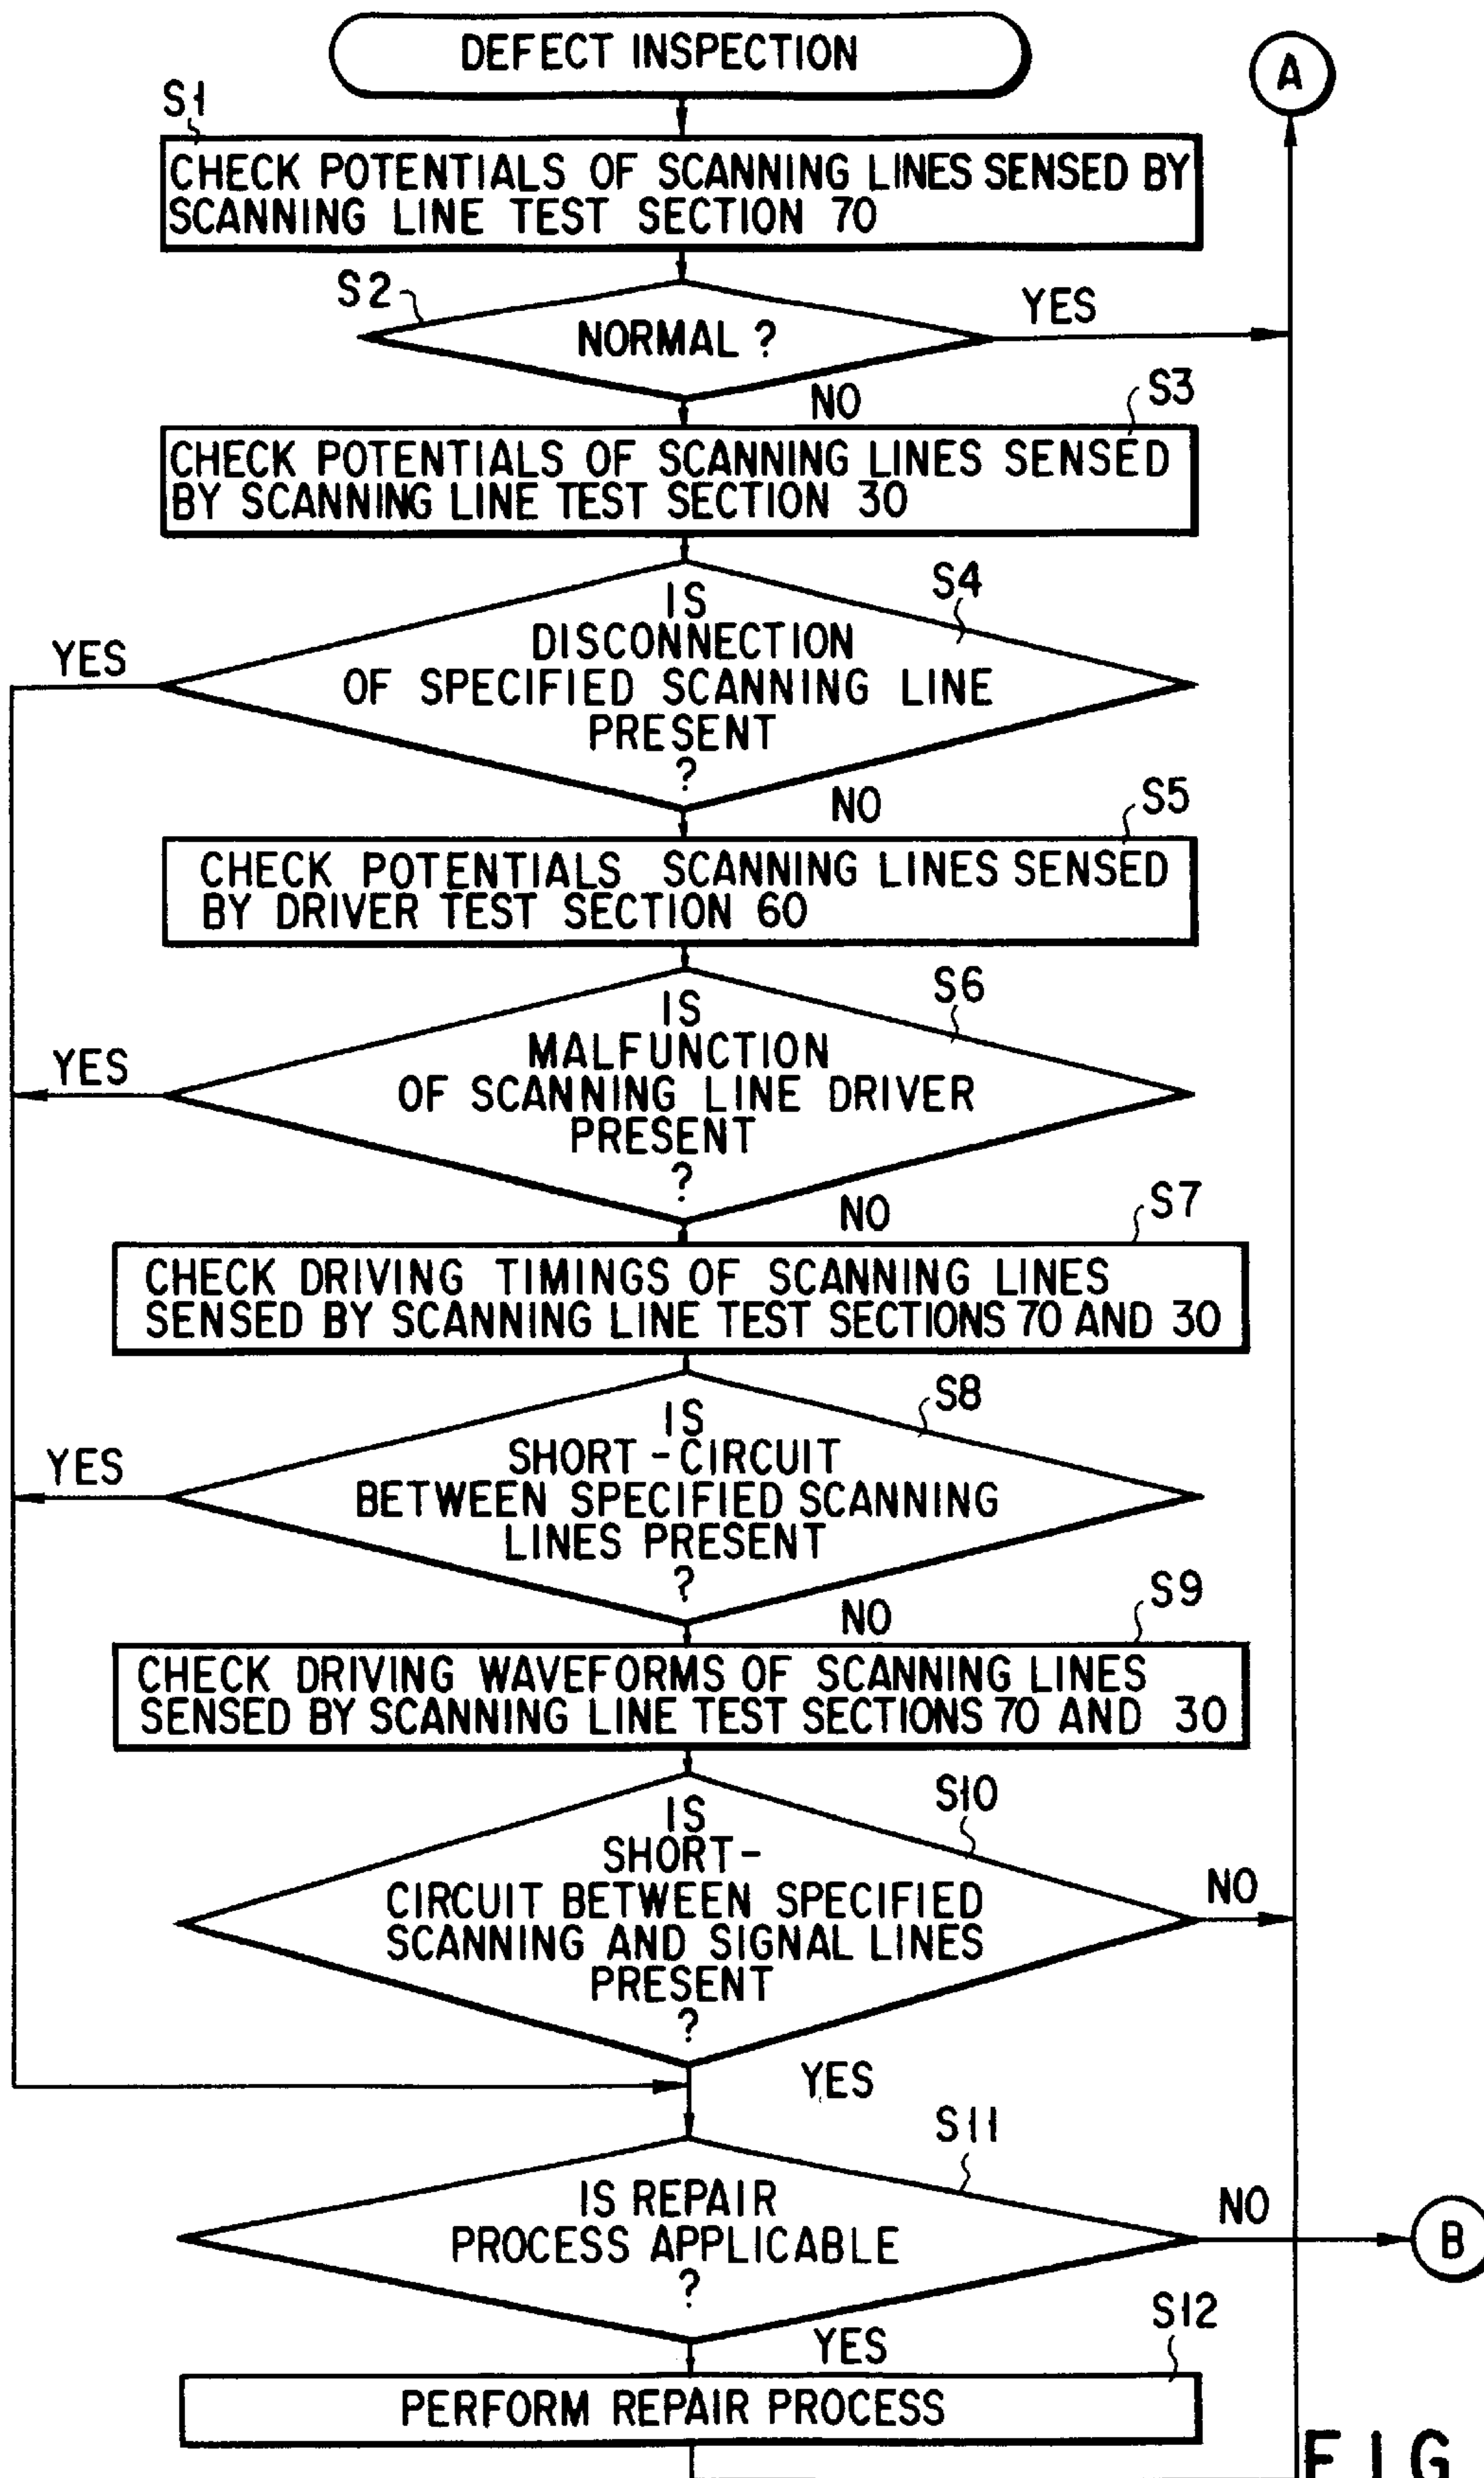 DEFECT INSPECTION
A
S1
CHECK POTENTIALS OF SCANNING LINES SENSED BY
SCANNING LINE TEST SECTION 70
S2
NORMAL ?
YES
NO
S3
CHECK POTENTIALS OF SCANNING LINES SENSED
BY SCANNING LINE TEST SECTION 30
S4
IS
DISCONNECTION
OF SPECIFIED SCANNING LINE
PRESENT
?
YES
NO
S5
CHECK POTENTIALS SCANNING LINES SENSED
BY DRIVER TEST SECTION 60
S6
IS
MALFUNCTION
OF SCANNING LINE DRIVER
PRESENT
?
YES
NO
S7
CHECK DRIVING TIMINGS OF SCANNING LINES
SENSED BY SCANNING LINE TEST SECTIONS 70 AND 30
S8
IS
SHORT-CIRCUIT
BETWEEN SPECIFIED SCANNING
LINES PRESENT
?
YES
NO
S9
CHECK DRIVING WAVEFORMS OF SCANNING LINES
SENSED BY SCANNING LINE TEST SECTIONS 70 AND 30
S10
IS
SHORT-
CIRCUIT BETWEEN SPECIFIED
SCANNING AND SIGNAL LINES
PRESENT
?
NO
YES
S11
IS REPAIR
PROCESS APPLICABLE
?
NO
B
YES
S12
PERFORM REPAIR PROCESS
FIG